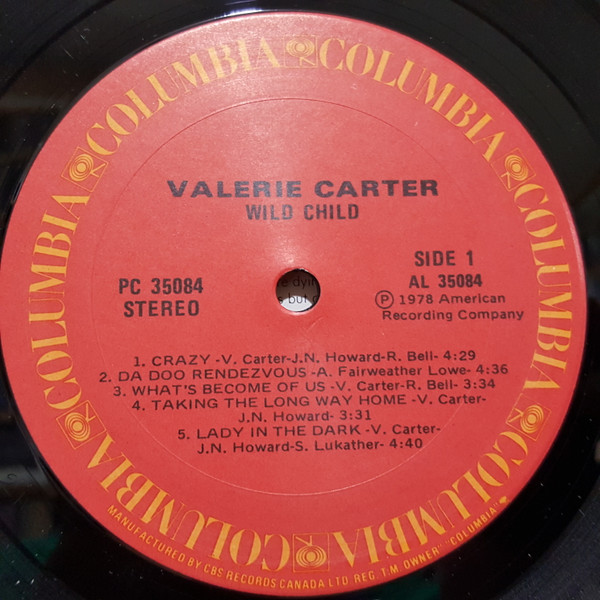 COLUMBIA COLUMBIA COLUMBIA COLUMBIA COLUMBIA COLUMBIA COLUMBIA COLUMBIA
VALERIE CARTER
WILD CHILD
PC 35084
STEREO
SIDE 1
AL 35084
Ⓟ 1978 American
Recording Company
1. CRAZY -V. Carter-J.N. Howard-R. Bell- 4:29
2. DA DOO RENDEZVOUS -A. Fairweather Lowe- 4:36
3. WHAT'S BECOME OF US -V. Carter-R. Bell- 3:34
4. TAKING THE LONG WAY HOME -V. Carter-
J.N. Howard- 3:31
5. LADY IN THE DARK -V. Carter-
J.N. Howard-S. Lukather- 4:40
MANUFACTURED BY CBS RECORDS CANADA LTD. REG. T.M. OWNER "COLUMBIA"